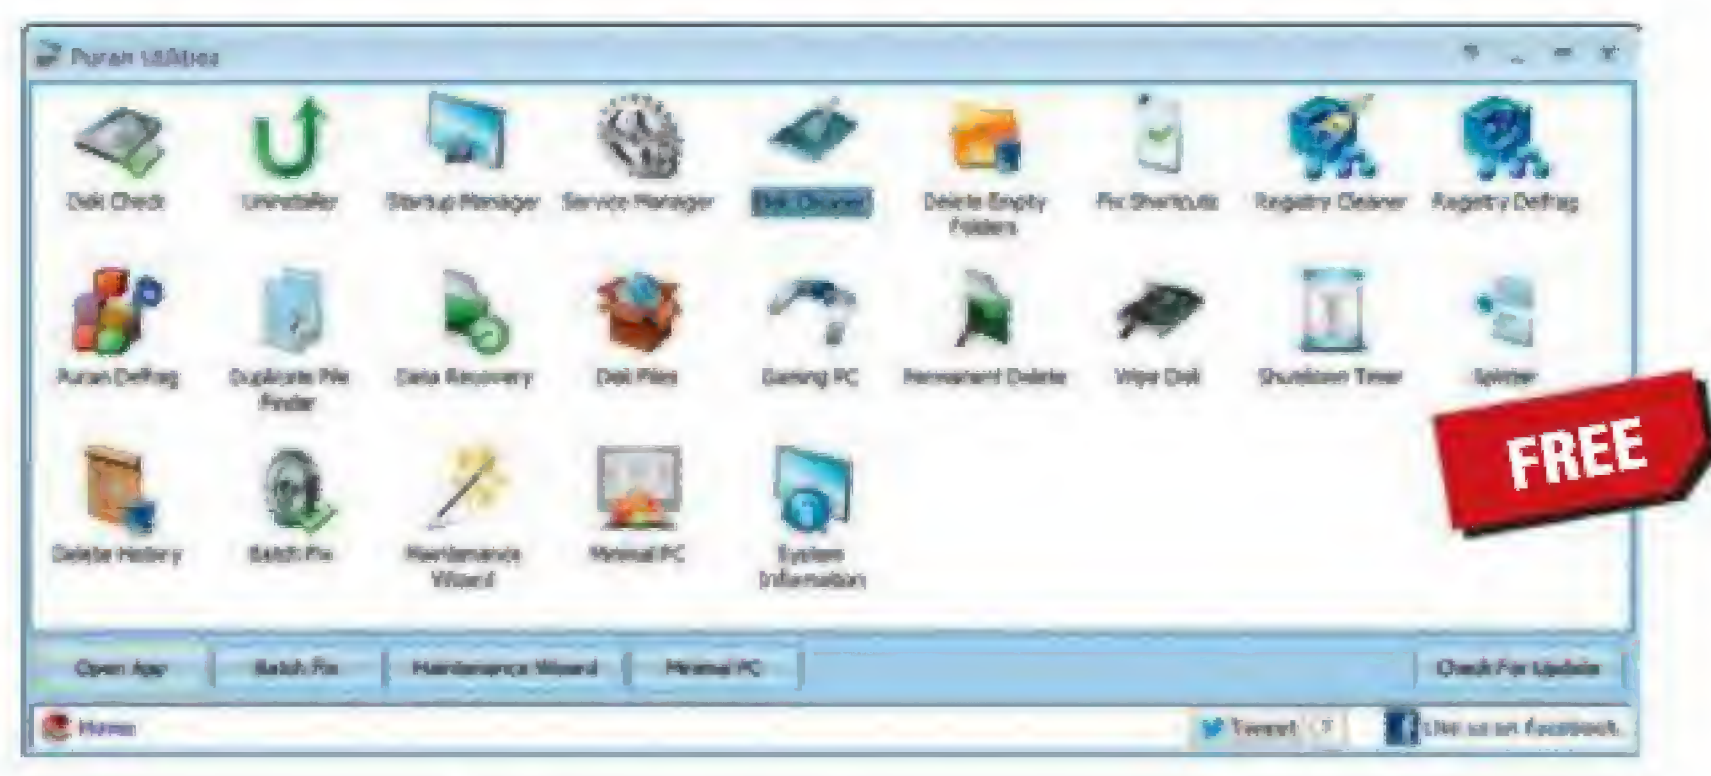 Puran Utilities
Disk Check
Uninstaller
Startup Manager
Service Manager
Disk Cleaner
Delete Empty
Folders
Fix Shortcuts
Registry Cleaner
Registry Defrag
Puran Defrag
Duplicate File
Finder
Data Recovery
Disk Files
Gaming PC
Permanent Delete
Wipe Disk
Shutdown Timer
Splitter
FREE
Delete History
Batch Fix
Maintenance
Wizard
Minimal PC
System
Information
Open App
Batch Fix
Maintenance Wizard
Minimal PC
Check For Update
Home
Tweet
Like us on Facebook